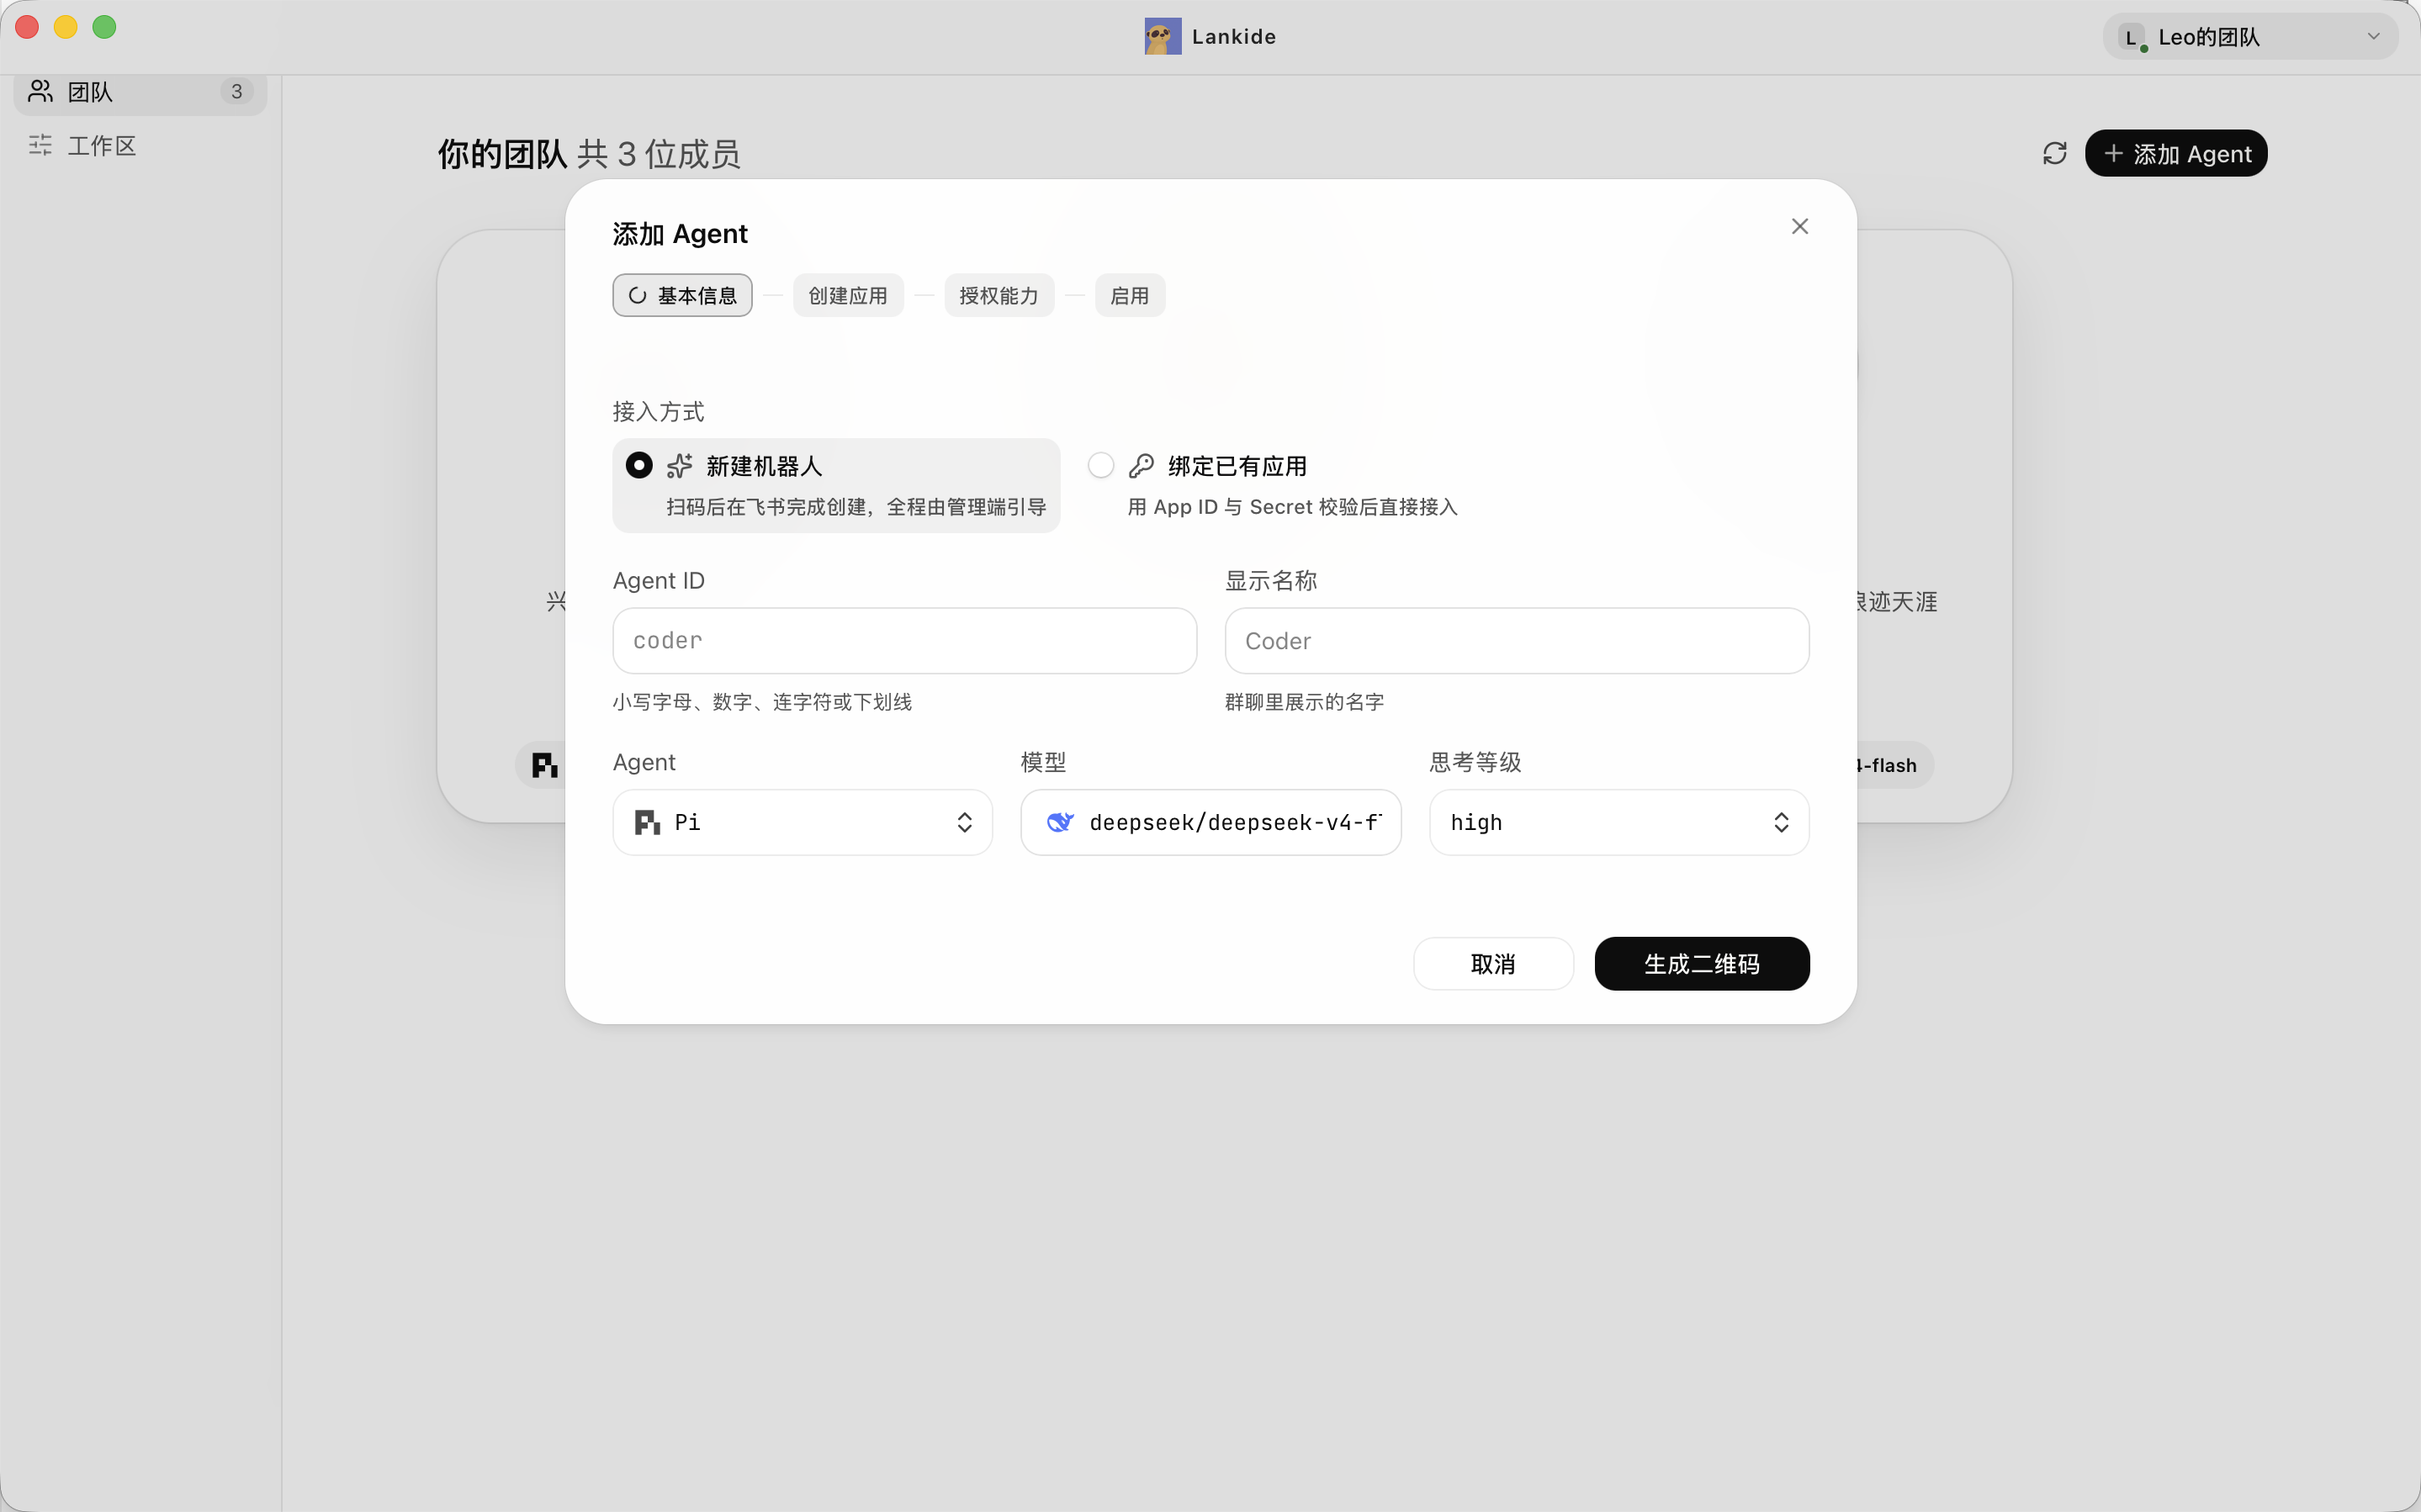 Lankide
L
Leo的团队
团队
3
工作区
你的团队 共 3 位成员
添加 Agent
添加 Agent
基本信息
创建应用
授权能力
启用
接入方式
新建机器人
扫码后在飞书完成创建，全程由管理端引导
绑定已有应用
用 App ID 与 Secret 校验后直接接入
Agent ID
显示名称
兴
迹天涯
coder
Coder
小写字母、数字、连字符或下划线
群聊里展示的名字
Agent
模型
思考等级
4-flash
Pi
deepseek/deepseek-v4-f
high
取消
生成二维码